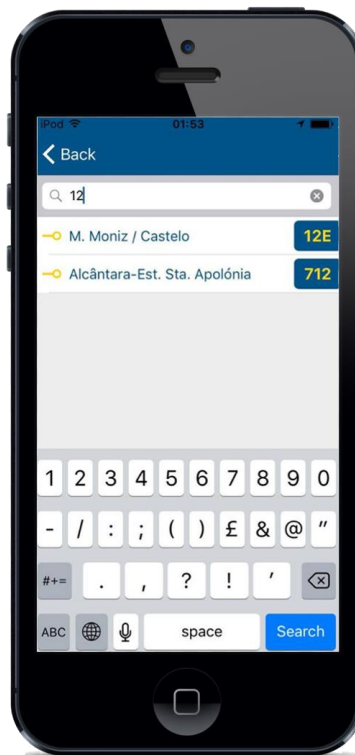 iPod 01:53
Back
12
M. Moniz / Castelo 12E
Alcântara-Est. Sta. Apolónia 712
1 2 3 4 5 6 7 8 9 0
- / : ; ( ) £ & @ "
#+= . , ? ! '
ABC space Search